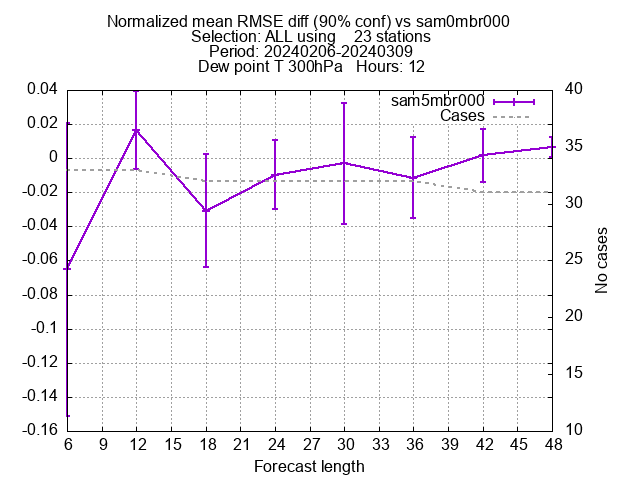 Normalized mean RMSE diff (90% conf) vs sam0mbr000
Selection: ALL using    23 stations
Period: 20240206-20240309
Dew point T 300hPa   Hours: 12
sam5mbr000
Cases
0.04
0.02
0
-0.02
-0.04
-0.06
-0.08
-0.1
-0.12
-0.14
-0.16
40
35
30
25
20
15
10
No cases
6 9 12 15 18 21 24 27 30 33 36 39 42 45 48
Forecast length